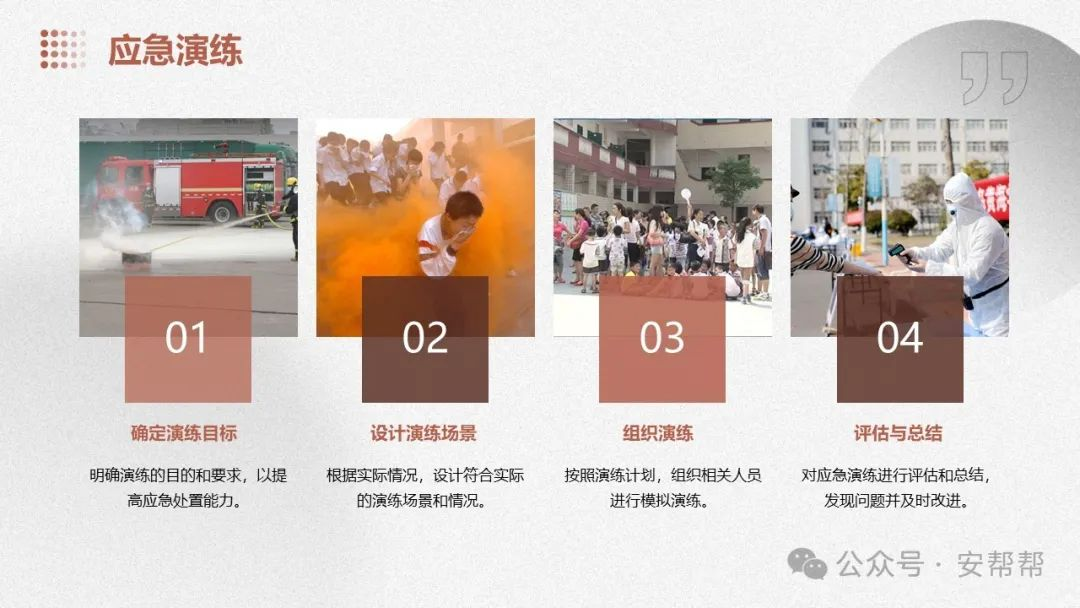 应急演练
01
02
03
04
确定演练目标
设计演练场景
组织演练
评估与总结
明确演练的目的和要求，以提
高应急处置能力。
根据实际情况，设计符合实际
的演练场景和情况。
按照演练计划，组织相关人员
进行模拟演练。
对应急演练进行评估和总结，
发现问题并及时改进。
公众号·安帮帮